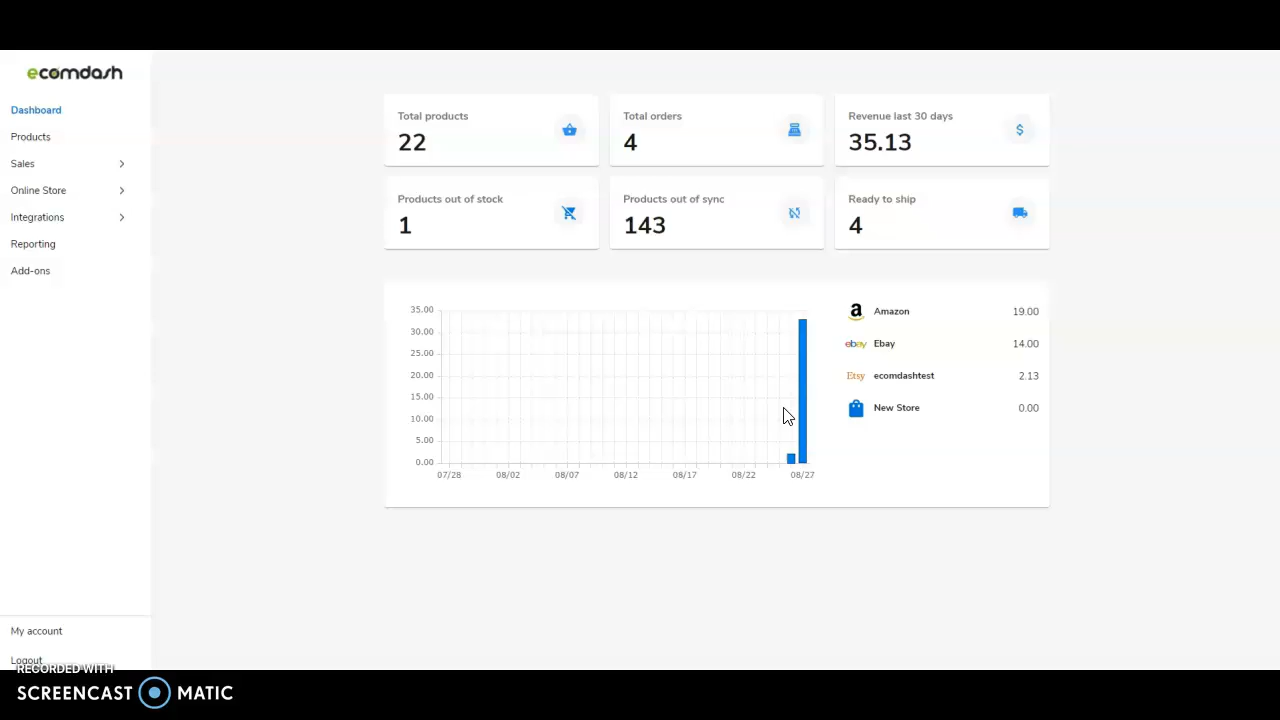 ecomdash
Dashboard
Products
Sales
Online Store
Integrations
Reporting
Add-ons
My account
Logout
Total products
22
Total orders
4
Revenue last 30 days
35.13
Products out of stock
1
Products out of sync
143
Ready to ship
4
35.00
30.00
25.00
20.00
15.00
10.00
5.00
0.00
07/28 08/02 08/07 08/12 08/17 08/22 08/27
a Amazon 19.00
ebay Ebay 14.00
Etsy ecomdashtest 2.13
New Store 0.00
RECORDED WITH
SCREENCAST MATIC